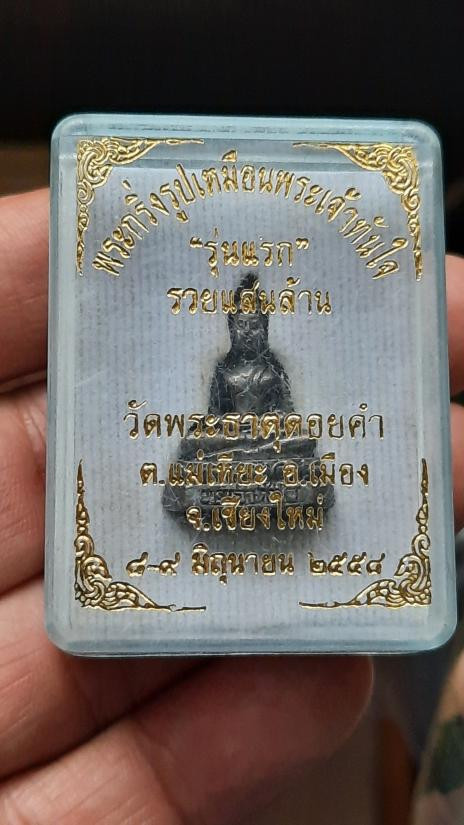 พระกริ่งรูปเหมือนพระเจ้าทันใจ
"รุ่นแรก"
รวยแสนล้าน
วัดพระธาตุดอยคำ
ต.แม่เหียะ อ.เมือง
จ.เชียงใหม่
๘-๙ มิถุนายน ๒๕๕๔